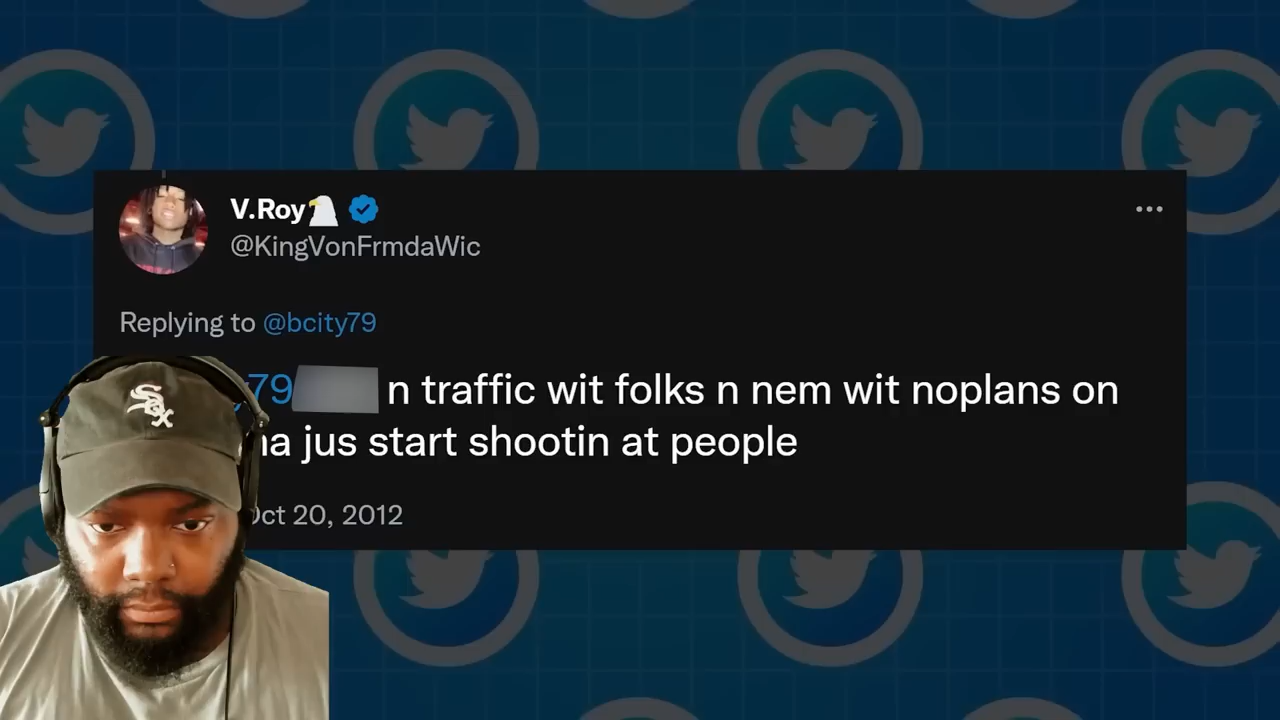 V.Roy
@KingVonFrmdaWic
Replying to @bcity79
79 n traffic wit folks n nem wit noplans on
jus start shootin at people
Oct 20, 2012
Sox